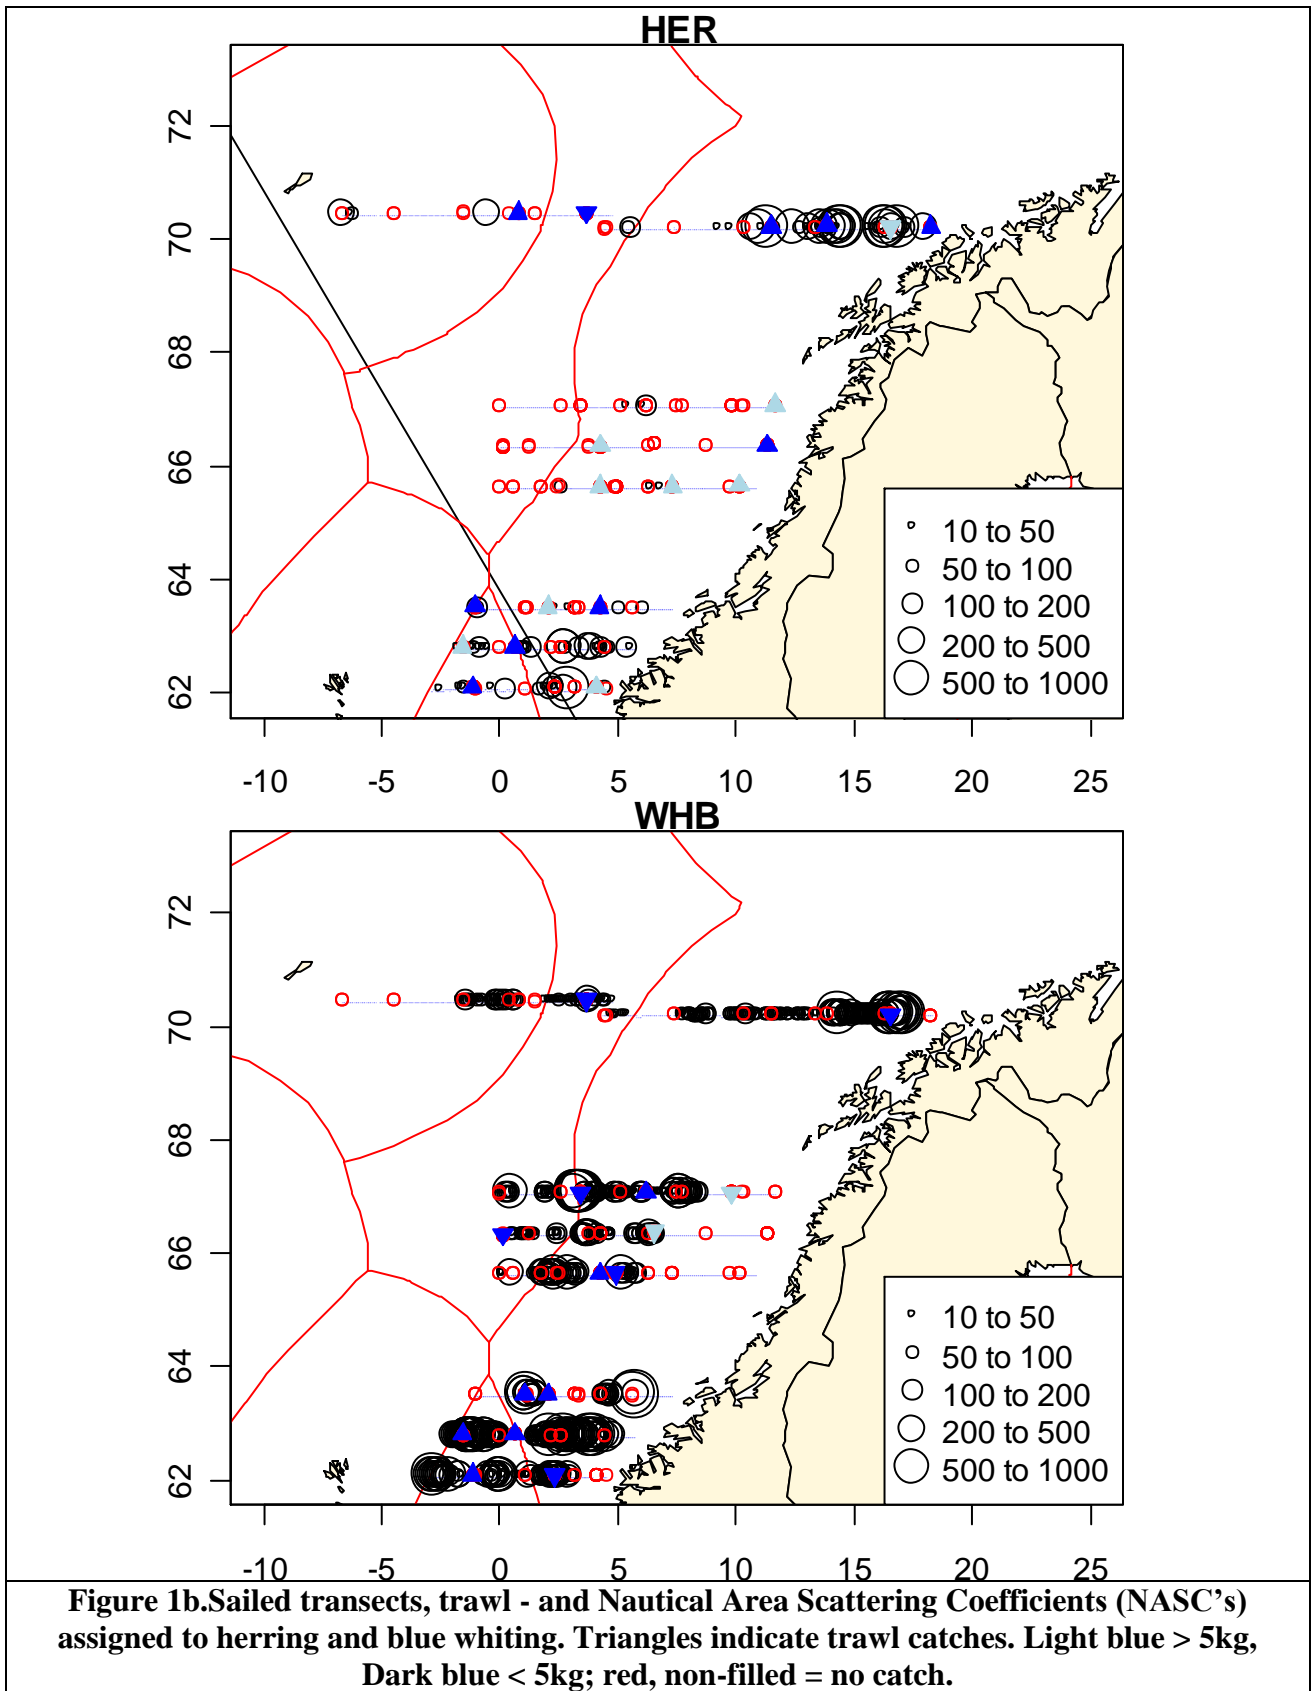 HER
72
70
68
66
64
62
10 to 50
50 to 100
100 to 200
200 to 500
500 to 1000
-10 -5 0 5 10 15 20 25
WHB
72
70
68
66
64
62
10 to 50
50 to 100
100 to 200
200 to 500
500 to 1000
-10 -5 0 5 10 15 20 25
Figure 1b.Sailed transects, trawl - and Nautical Area Scattering Coefficients (NASC’s)
assigned to herring and blue whiting. Triangles indicate trawl catches. Light blue > 5kg,
Dark blue < 5kg; red, non-filled = no catch.